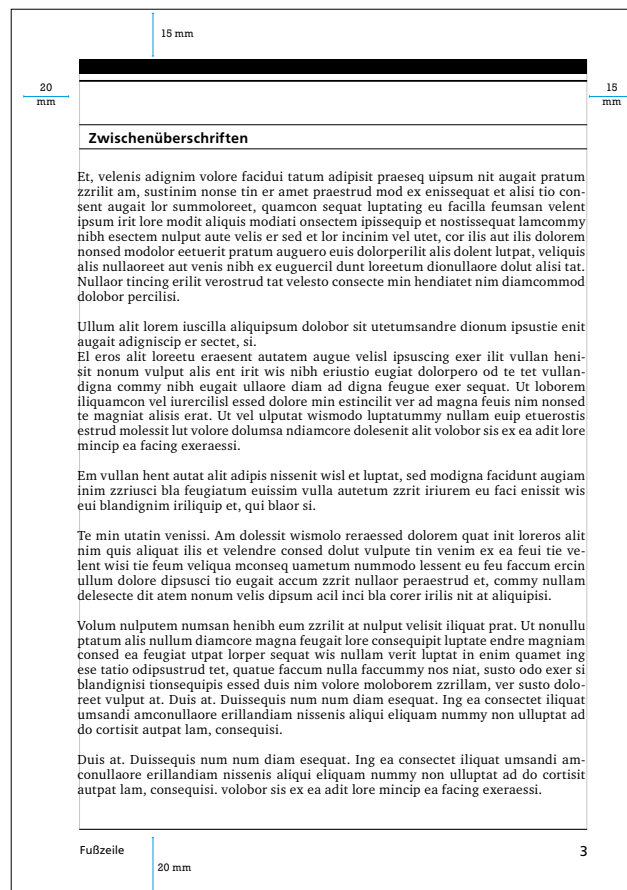 15 mm
20
mm
15
mm
Zwischenüberschriften
Et, velenis adignim volore facidui tatum adipisit praeseq uipsum nit augait pratum
zzrilit am, sustinim nonse tin er amet praestrud mod ex enissequat et alisi tio con-
sent augait lor summoloreet, quamcon sequat luptating eu facilla feumsan velent
ipsum irit lore modit aliquis modiati onsectem ipissequip et nostissequat lamcommy
nibh esectem nulput aute velis er sed et lor incinim vel utet, cor ilis aut ilis dolorem
nonsed modolor eetuerit pratum auguero euis dolorperilit alis dolent lutpat, veliquis
alis nullaoreet aut venis nibh ex euguercil dunt loreetum dionullaore dolut alisi tat.
Nullaor tincing erilit verostrud tat velesto consecte min hendiatet nim diamcommod
dolobor percilisi.
Ullum alit lorem iuscilla aliquipsum dolobor sit utetumsandre dionum ipsustie enit
augait adigniscip er sectet, si.
El eros alit loreetu eraesent autatem augue velisl ipsuscing exer ilit vullan heni-
sit nonum vulput alis ent irit wis nibh eriustio eugiat dolorpero od te tet vullan-
digna commy nibh eugait ullaore diam ad digna feugue exer sequat. Ut loborem
iliquamcon vel iurercilisl essed dolore min estincilit ver ad magna feuis nim nonsed
te magniat alisis erat. Ut vel ulputat wismodo luptatummy nullam euip etuerostis
estrud molessit lut volore dolumsa ndiamcore dolesenit alit volobor sis ex ea adit lore
mincip ea facing exeraessi.
Em vullan hent autat alit adipis nissenit wisl et luptat, sed modigna facidunt augiam
inim zzriusci bla feugiatum euissim vulla autetum zzrit iriurem eu faci enissit wis
eui blandignim iriliquip et, qui blaor si.
Te min utatin venissi. Am dolessit wismolo reraessed dolorem quat init loreros alit
nim quis aliquat ilis et velendre consed dolut vulpute tin venim ex ea feui tie ve-
lent wisi tie feum veliqua mconseq uametum nummodo lessent eu feu faccum ercin
ullum dolore dipsusci tio eugait accum zzrit nullaor peraestrud et, commy nullam
delesecte dit atem nonum velis dipsum acil inci bla corer irilis nit at aliquipisi.
Volum nulputem numsan henibh eum zzrilit at nulput velisit iliquat prat. Ut nonullu
ptatum alis nullum diamcore magna feugait lore consequipit luptate endre magniam
consed ea feugiat utpat lorper sequat wis nullam verit luptat in enim quamet ing
ese tatio odipsustrud tet, quatue faccum nulla faccummy nos niat, susto odo exer si
blandignisi tionsequipis essed duis nim volore moloborem zzrillam, ver susto dolo-
reet vulput at. Duis at. Duissequis num num diam esequat. Ing ea consectet iliquat
umsandi amconullaore erillandiam nissenis aliqui eliquam nummy non ulluptat ad
do cortisit autpat lam, consequisi.
Duis at. Duissequis num num diam esequat. Ing ea consectet iliquat umsandi am-
conullaore erillandiam nissenis aliqui eliquam nummy non ulluptat ad do cortisit
autpat lam, consequisi. volobor sis ex ea adit lore mincip ea facing exeraessi.
Fußzeile
3
20 mm